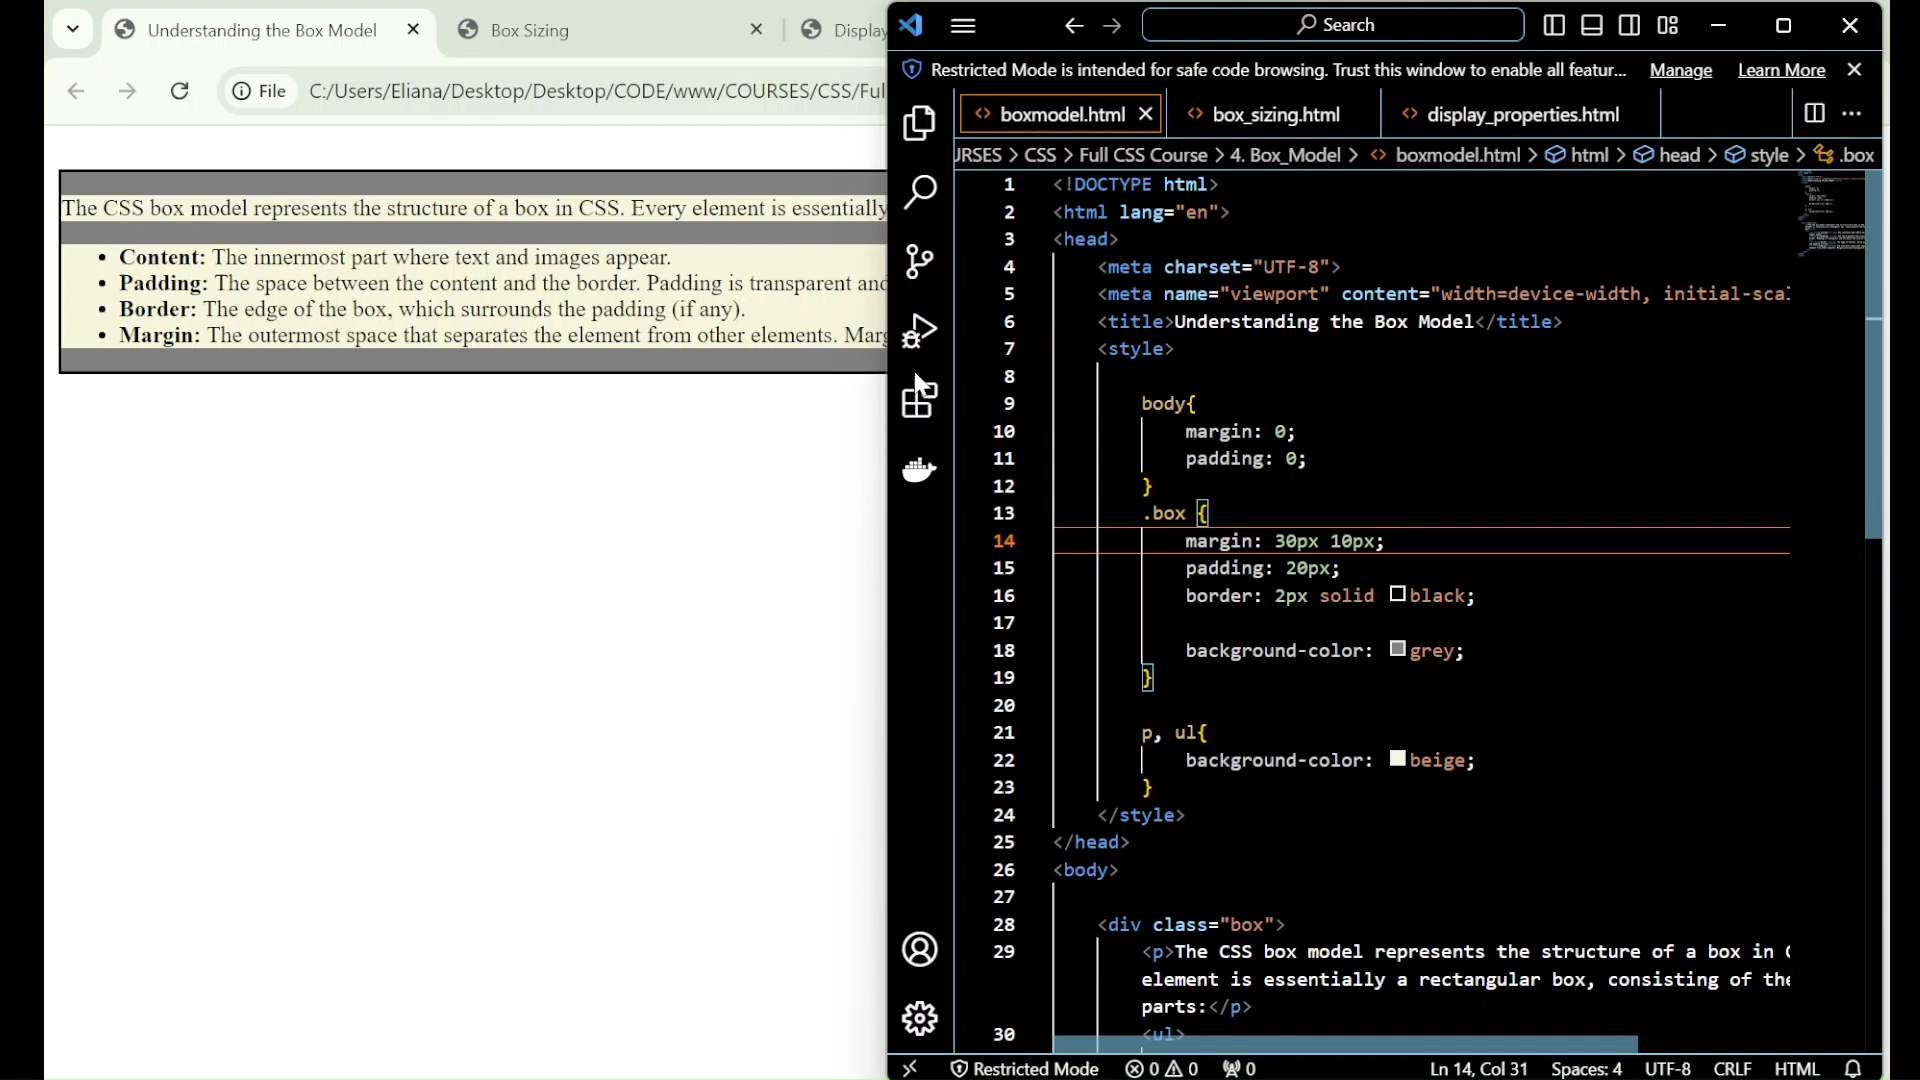 Understanding the Box Model
Box Sizing
Display
File
C:/Users/Eliana/Desktop/Desktop/CODE/www/COURSES/CSS/Ful
The CSS box model represents the structure of a box in CSS. Every element is essentially
• Content: The innermost part where text and images appear.
• Padding: The space between the content and the border. Padding is transparent and
• Border: The edge of the box, which surrounds the padding (if any).
• Margin: The outermost space that separates the element from other elements. Marg
Search
Restricted Mode is intended for safe code browsing. Trust this window to enable all featur... Manage Learn More
boxmodel.html
box_sizing.html
display_properties.html
URSES > CSS > Full CSS Course > 4. Box_Model > boxmodel.html > html > head > style > .box
1 <!DOCTYPE html>
2 <html lang="en">
3 <head>
4 <meta charset="UTF-8">
5 <meta name="viewport" content="width=device-width, initial-scal
6 <title>Understanding the Box Model</title>
7 <style>
8
9 body{
10 margin: 0;
11 padding: 0;
12 }
13 .box {
14 margin: 30px 10px;
15 padding: 20px;
16 border: 2px solid black;
17
18 background-color: grey;
19 }
20
21 p, ul{
22 background-color: beige;
23 }
24 </style>
25 </head>
26 <body>
27
28 <div class="box">
29 <p>The CSS box model represents the structure of a box in C
element is essentially a rectangular box, consisting of the
parts:</p>
30 <ul>
Restricted Mode 0 0 0 Ln 14, Col 31 Spaces: 4 UTF-8 CRLF HTML